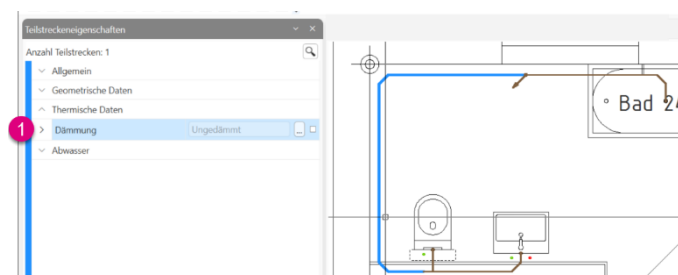 Teilstreckeneigenschaften
Anzahl Teilstrecken: 1
Allgemein
Geometrische Daten
Thermische Daten
1 Dämmung Ungedämmt ...
Abwasser
Bad 24